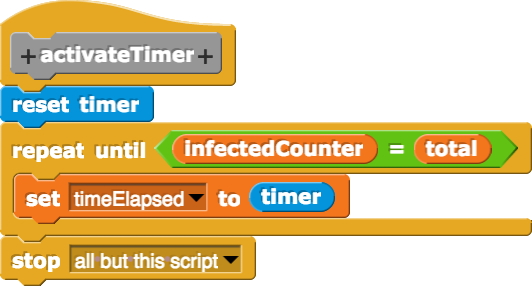 + activateTimer +
reset timer
repeat until infectedCounter = total
set timeElapsed to timer
stop all but this script